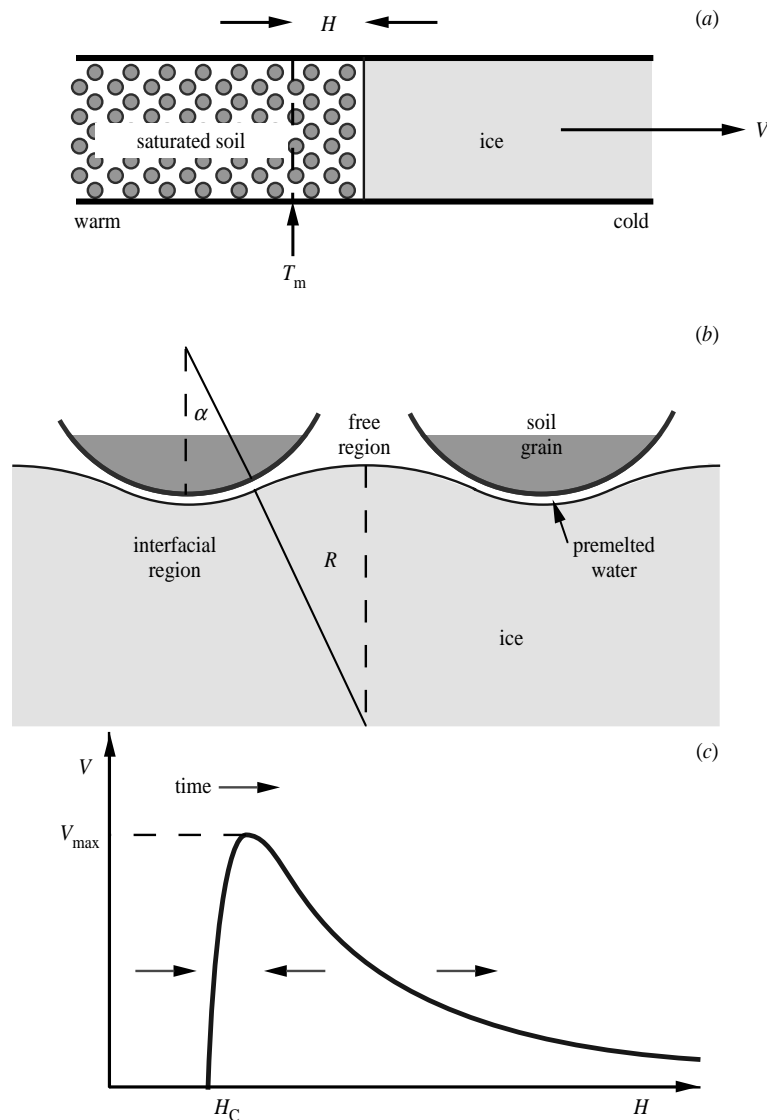 (a)
H
saturated soil
ice
V
warm
cold
T_m
(b)
α
free
region
soil
grain
interfacial
region
R
premelted
water
ice
(c)
V
time
V_max
H_C
H